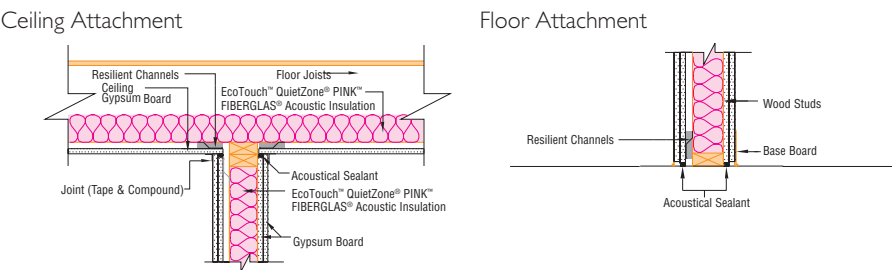 Ceiling Attachment
Resilient Channels
Floor Joists
Ceiling
Gypsum Board
EcoTouch™ QuietZone® PINK™
FIBERGLAS® Acoustic Insulation
Joint (Tape & Compound)
Acoustical Sealant
EcoTouch™ QuietZone® PINK™
FIBERGLAS® Acoustic Insulation
Gypsum Board
Floor Attachment
Wood Studs
Resilient Channels
Base Board
Acoustical Sealant